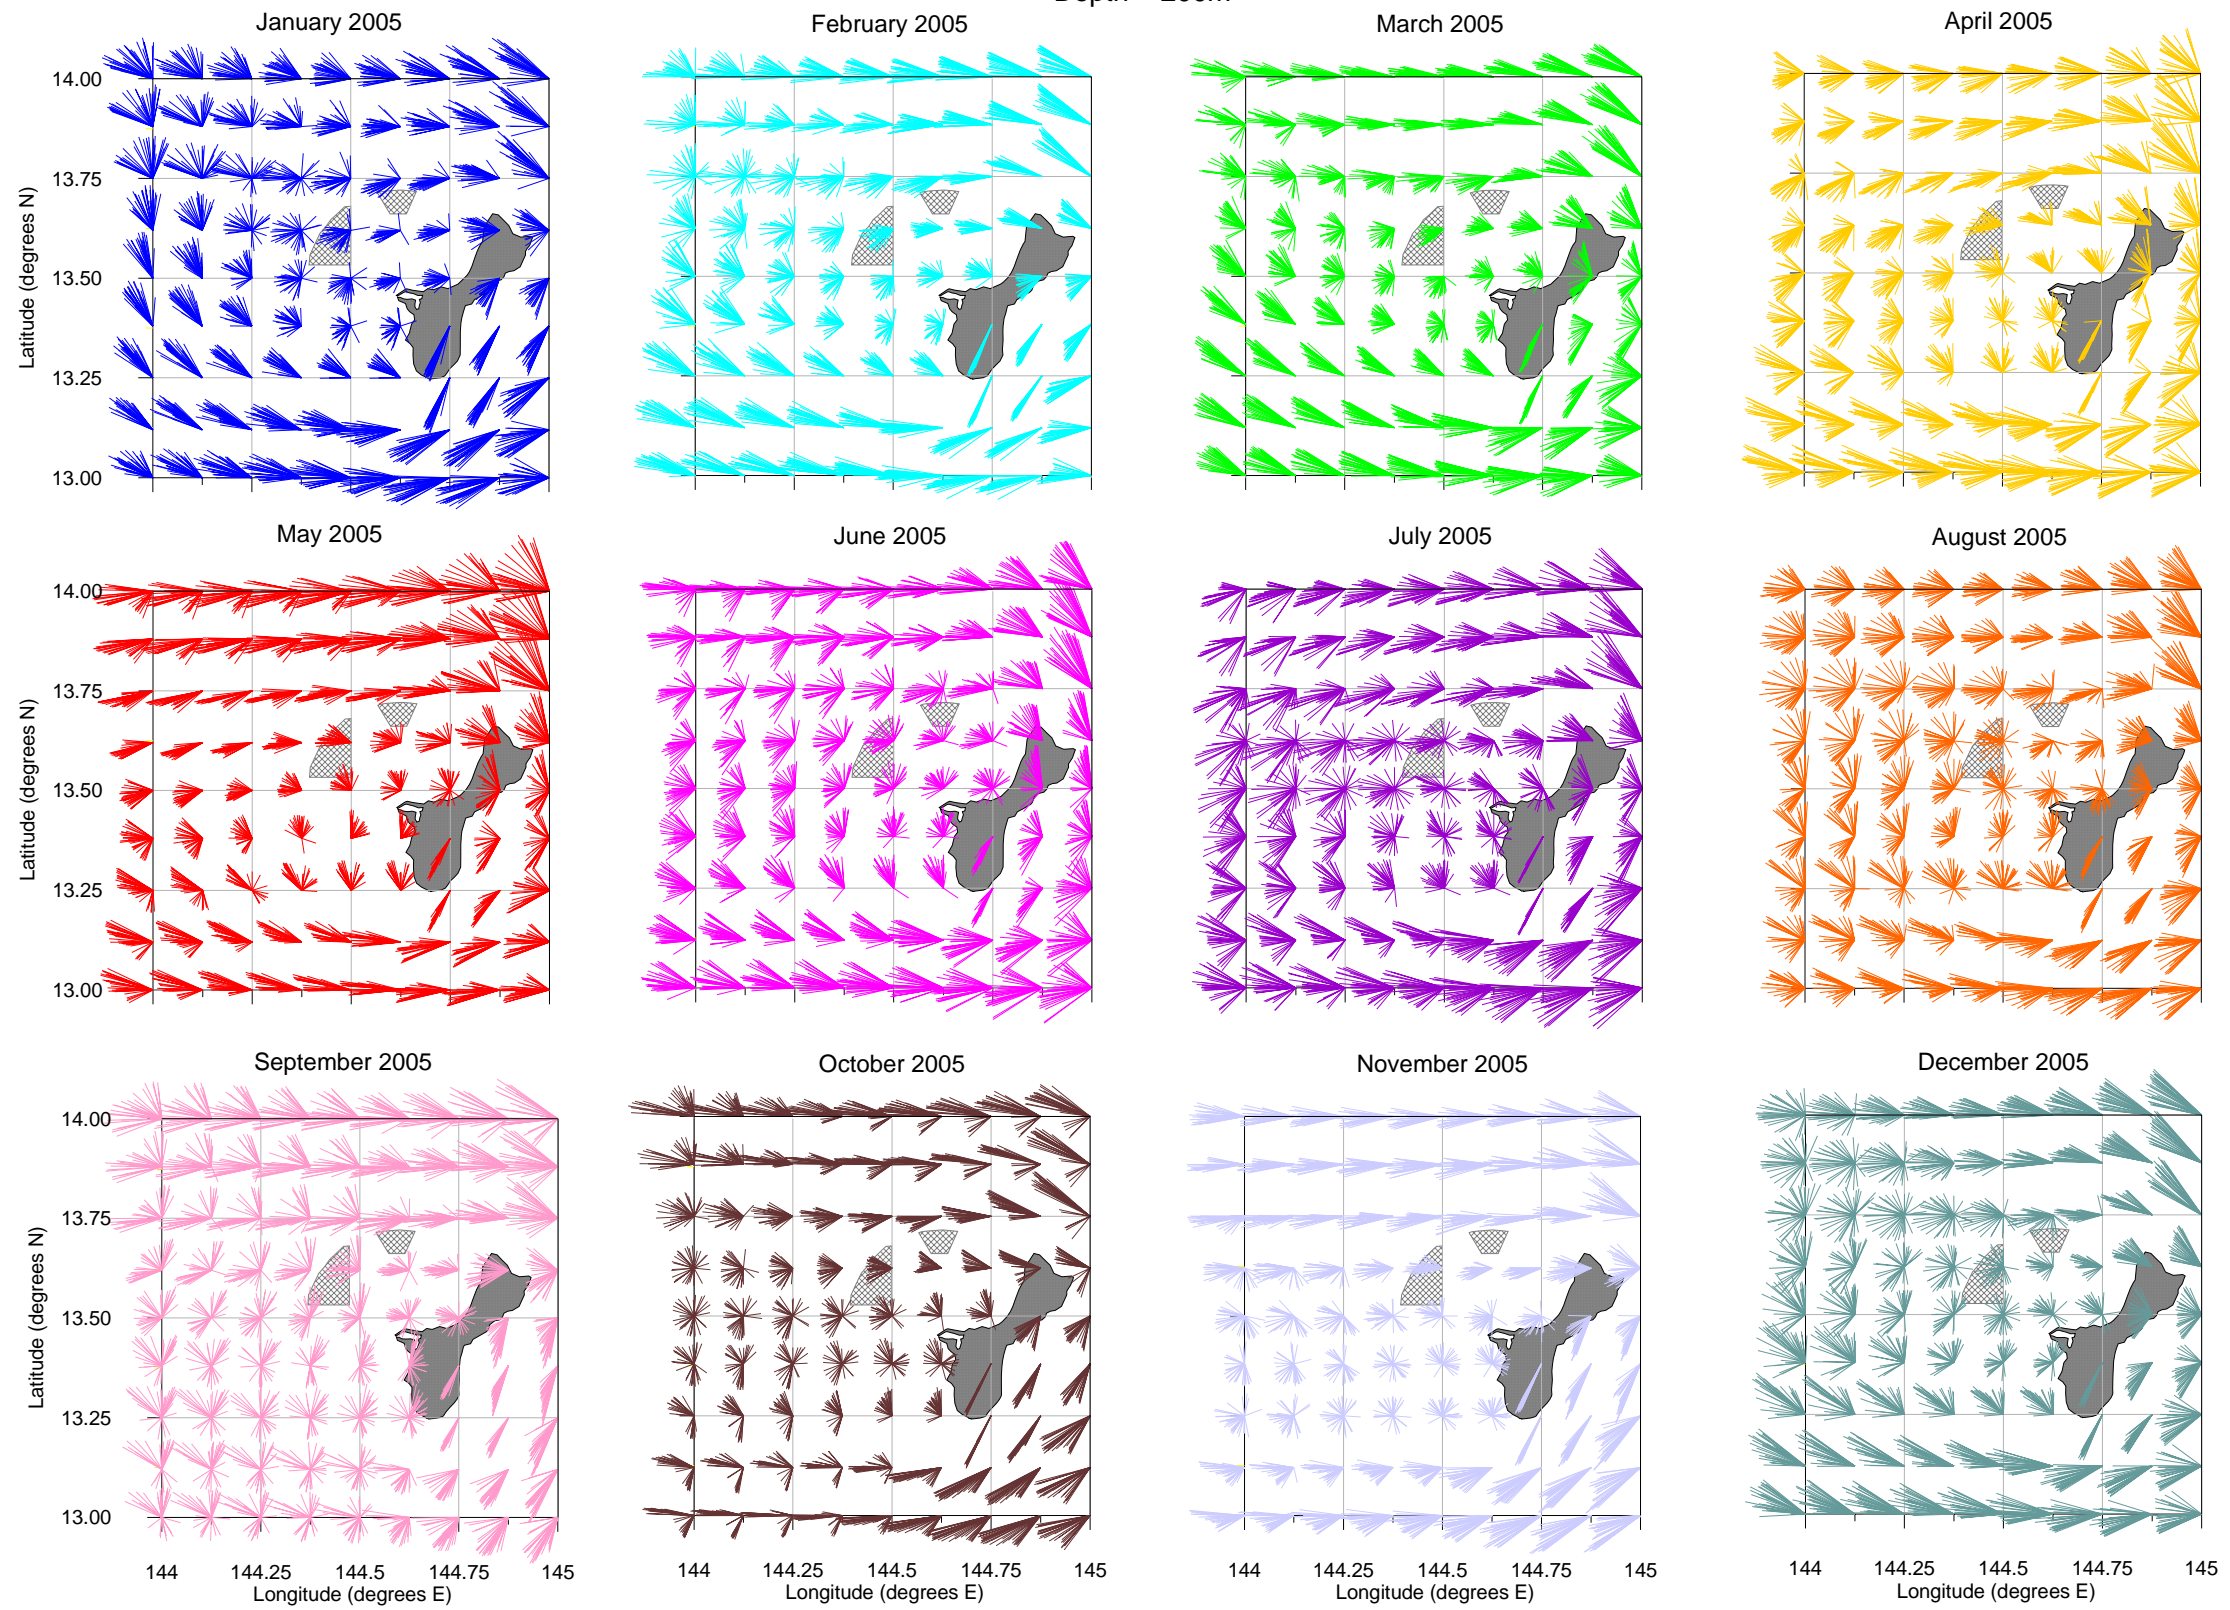 January 2005
February 2005
March 2005
April 2005
14.00
13.75
13.50
13.25
13.00
Latitude (degrees N)
May 2005
June 2005
July 2005
August 2005
14.00
13.75
13.50
13.25
13.00
Latitude (degrees N)
September 2005
October 2005
November 2005
December 2005
14.00
13.75
13.50
13.25
13.00
Latitude (degrees N)
144 144.25 144.5 144.75 145
Longitude (degrees E)
144 144.25 144.5 144.75 145
Longitude (degrees E)
144 144.25 144.5 144.75 145
Longitude (degrees E)
144 144.25 144.5 144.75 145
Longitude (degrees E)